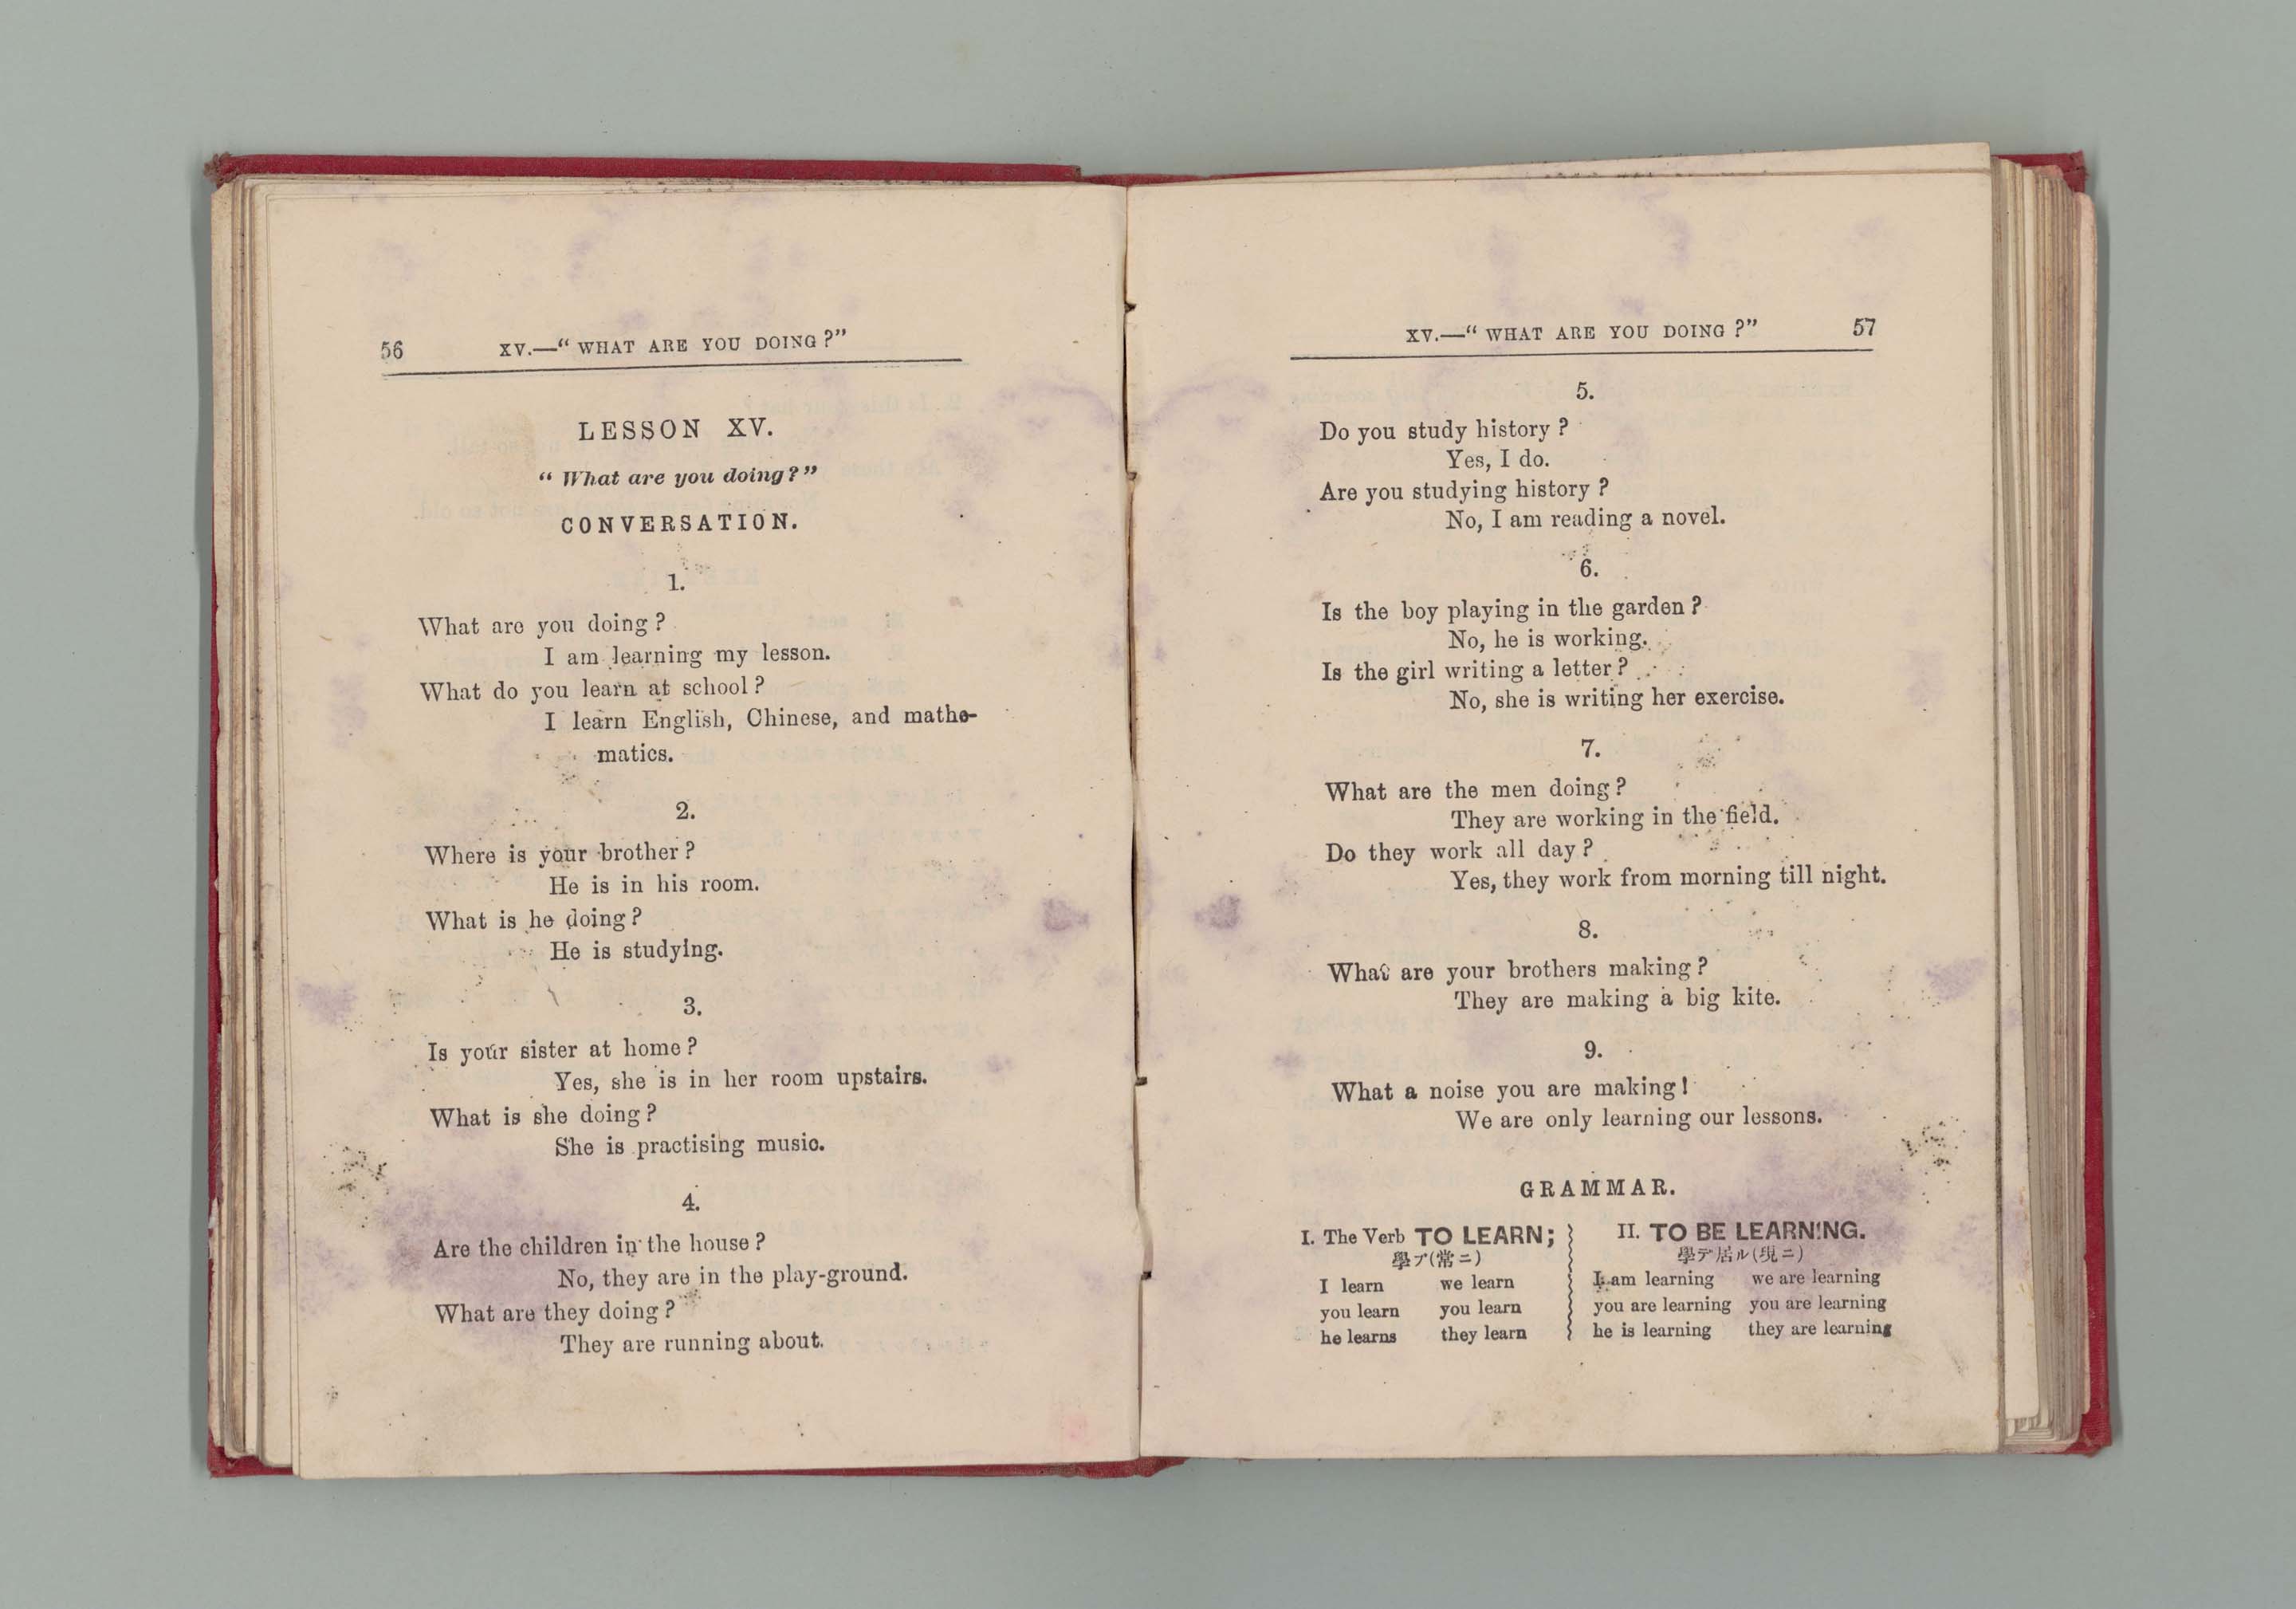 56 XV.—“ WHAT ARE YOU DOING ?”
LESSON XV.
“ What are you doing?”
CONVERSATION.
1.
What are you doing ?
I am learning my lesson.
What do you learn at school ?
I learn English, Chinese, and mathe-
matics.
2.
Where is your brother ?
He is in his room.
What is he doing ?
He is studying.
3.
Is your sister at home ?
Yes, she is in her room upstairs.
What is she doing ?
She is practising music.
4.
Are the children in the house ?
No, they are in the play-ground.
What are they doing ?
They are running about.
XV.—“ WHAT ARE YOU DOING ?” 57
5.
Do you study history ?
Yes, I do.
Are you studying history ?
No, I am reading a novel.
6.
Is the boy playing in the garden ?
No, he is working.
Is the girl writing a letter ?
No, she is writing her exercise.
7.
What are the men doing ?
They are working in the field.
Do they work all day ?
Yes, they work from morning till night.
8.
What are your brothers making ?
They are making a big kite.
9.
What a noise you are making !
We are only learning our lessons.
GRAMMAR.
I. The Verb TO LEARN;
學ブ(常ニ)
I learn we learn
you learn you learn
he learns they learn
II. TO BE LEARNING.
學デ居ル(現ニ)
I am learning we are learning
you are learning you are learning
he is learning they are learning